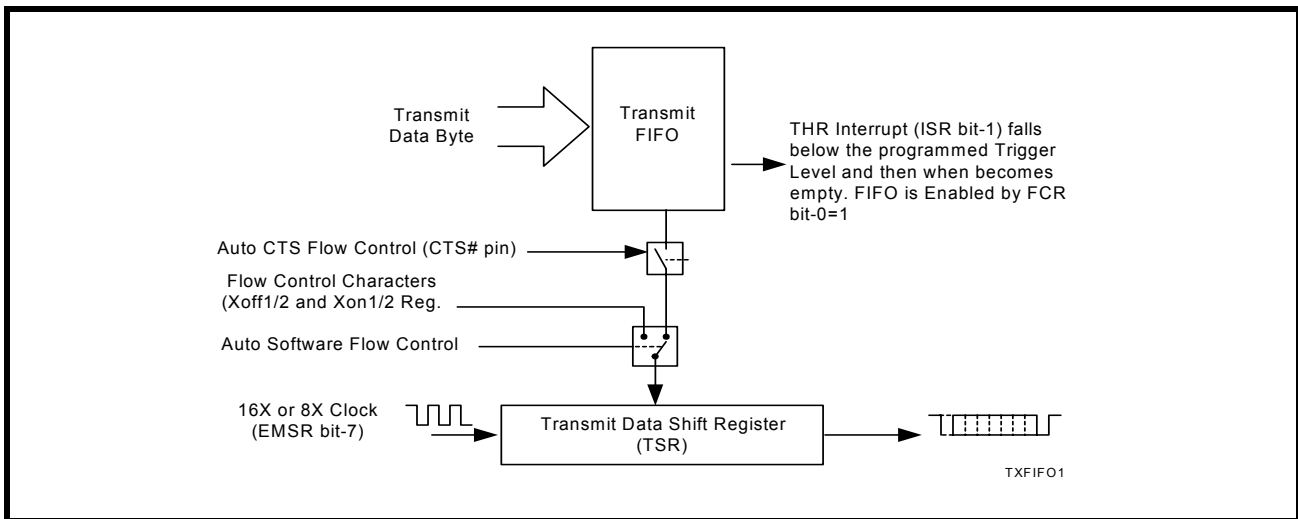 Transmit
Data Byte
Transmit
FIFO
THR Interrupt (ISR bit-1) falls
below the programmed Trigger
Level and then when becomes
empty. FIFO is Enabled by FCR
bit-0=1
Auto CTS Flow Control (CTS# pin)
Flow Control Characters
(Xoff1/2 and Xon1/2 Reg.
Auto Software Flow Control
16X or 8X Clock
(EMSR bit-7)
Transmit Data Shift Register
(TSR)
TXFIFO1